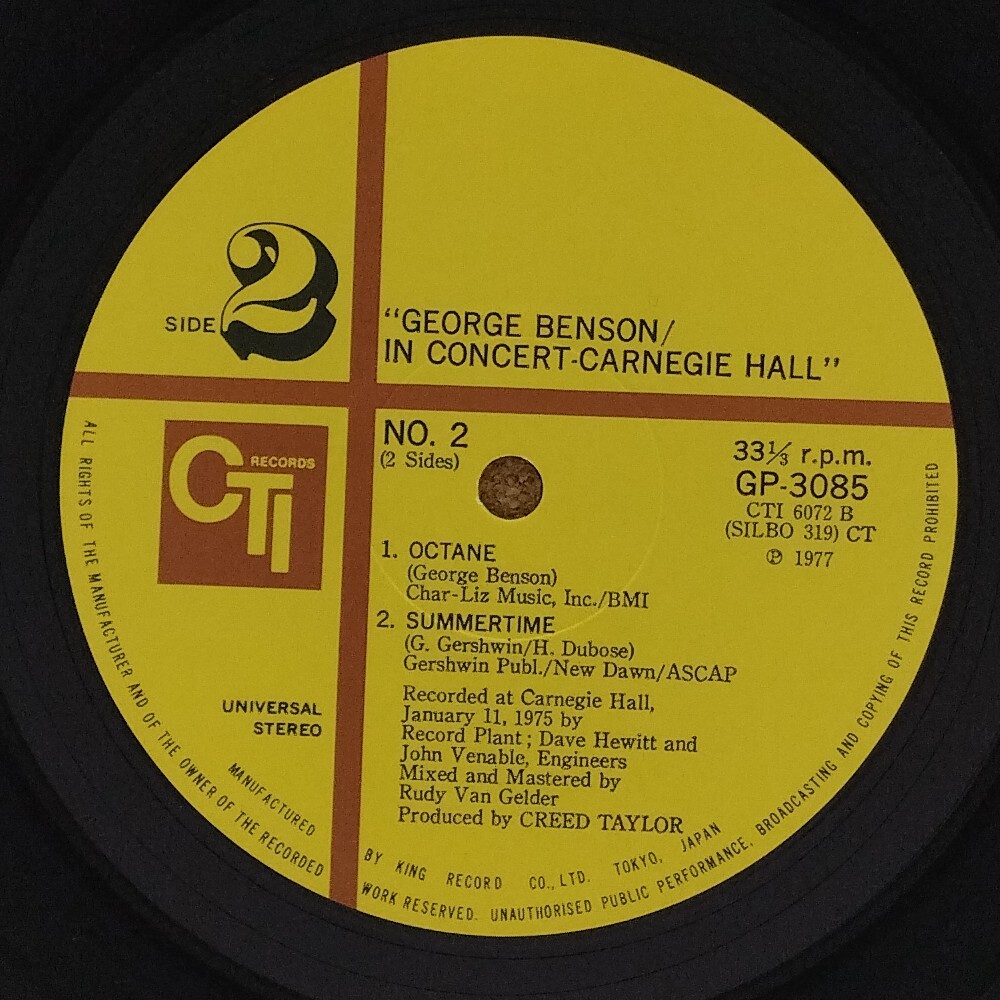 SIDE 2
"GEORGE BENSON/
IN CONCERT-CARNEGIE HALL"
CTI RECORDS
NO. 2
(2 Sides)
33⅓ r.p.m.
GP-3085
CTI 6072 B
(SILBO 319) CT
Ⓟ 1977
1. OCTANE
(George Benson)
Char-Liz Music, Inc./BMI
2. SUMMERTIME
(G. Gershwin/H. Dubose)
Gershwin Publ./New Dawn/ASCAP
Recorded at Carnegie Hall,
January 11, 1975 by
Record Plant; Dave Hewitt and
John Venable, Engineers
Mixed and Mastered by
Rudy Van Gelder
Produced by CREED TAYLOR
UNIVERSAL
STEREO
MANUFACTURED BY KING RECORD CO., LTD. TOKYO, JAPAN
ALL RIGHTS OF THE MANUFACTURER AND OF THE OWNER OF THE RECORDED WORK RESERVED. UNAUTHORISED PUBLIC PERFORMANCE, BROADCASTING AND COPYING OF THIS RECORD PROHIBITED